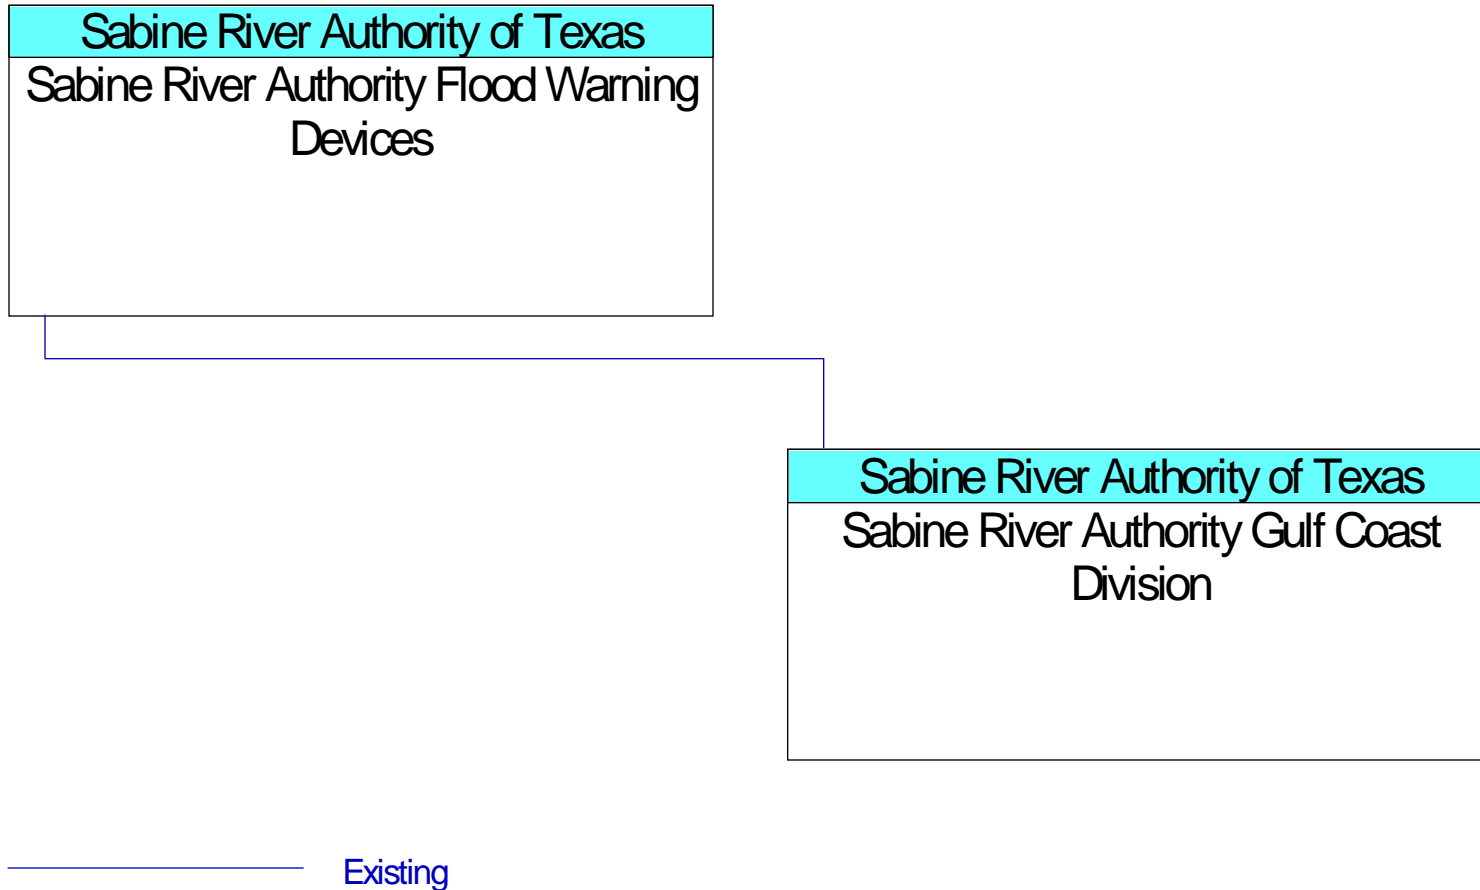 Sabine River Authority of Texas
Sabine River Authority Flood Warning
Devices
Sabine River Authority of Texas
Sabine River Authority Gulf Coast
Division
Existing